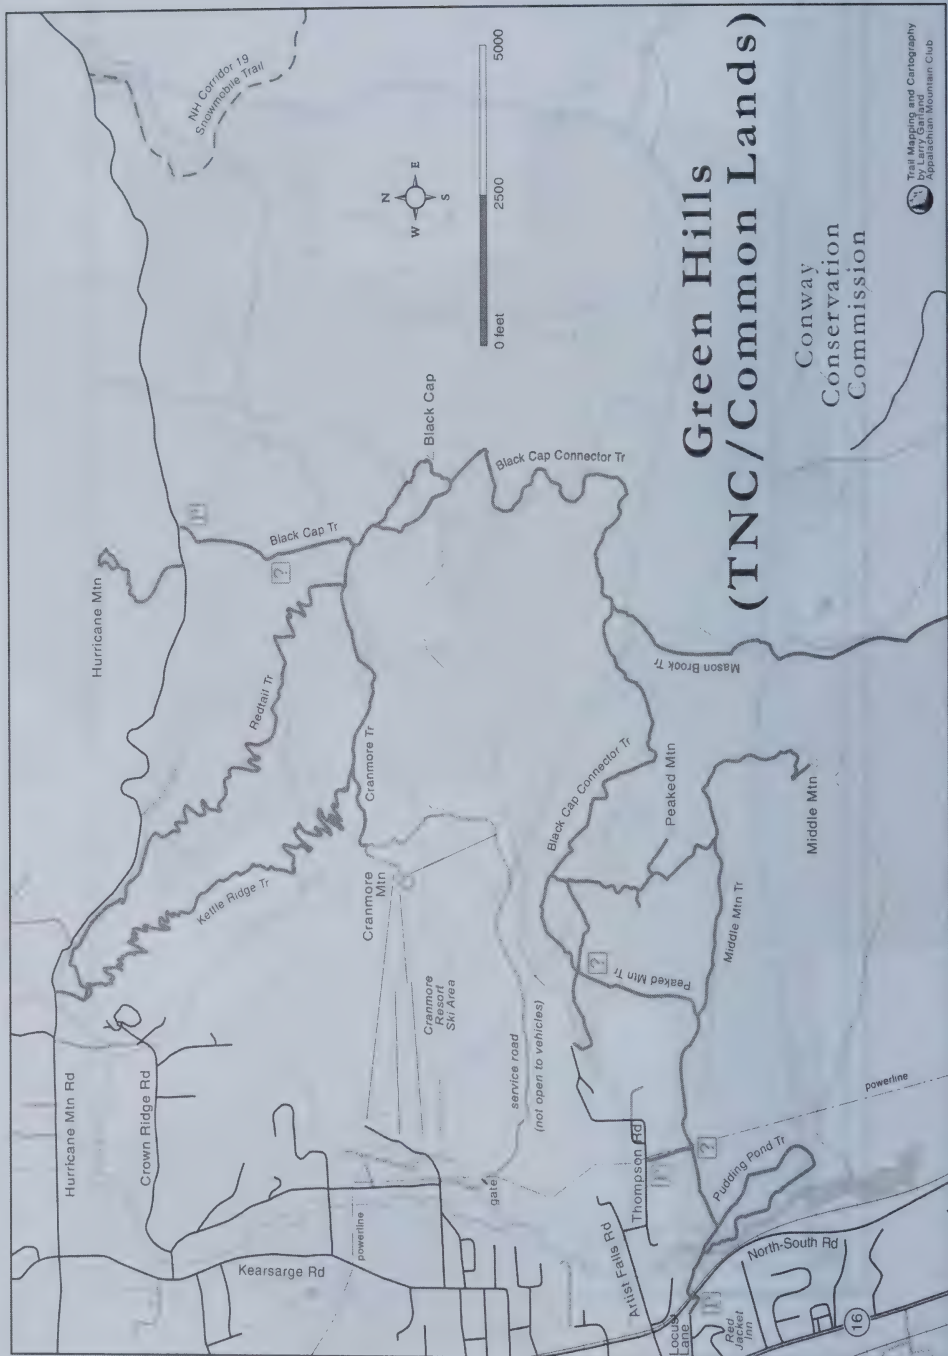 NH Corridor 19
Snowmobile Trail
N
W
E
S
0 feet
2500
5000
Green Hills
(TNC/Common Lands)
Conway
Conservation
Commission
Trail Mapping and Cartography
by Larry Garland
Appalachian Mountain Club
Hurricane Mtn
P
Black Cap Tr
?
Black Cap
Black Cap Connector Tr
Redtail Tr
Cranmore Tr
Kettle Ridge Tr
Cranmore
Mtn
Cranmore
Resort
Ski Area
Mason Brook Tr
Black Cap Connector Tr
Peaked Mtn
Middle Mtn
Middle Mtn Tr
Peaked Mtn Tr
?
service road
(not open to vehicles)
Hurricane Mtn Rd
Crown Ridge Rd
Kearsarge Rd
powerline
gate
Thompson Rd
P
?
powerline
Pudding Pond Tr
Artist Falls Rd
North-South Rd
Locust
Lane
P
Red
Jacket
Inn
16